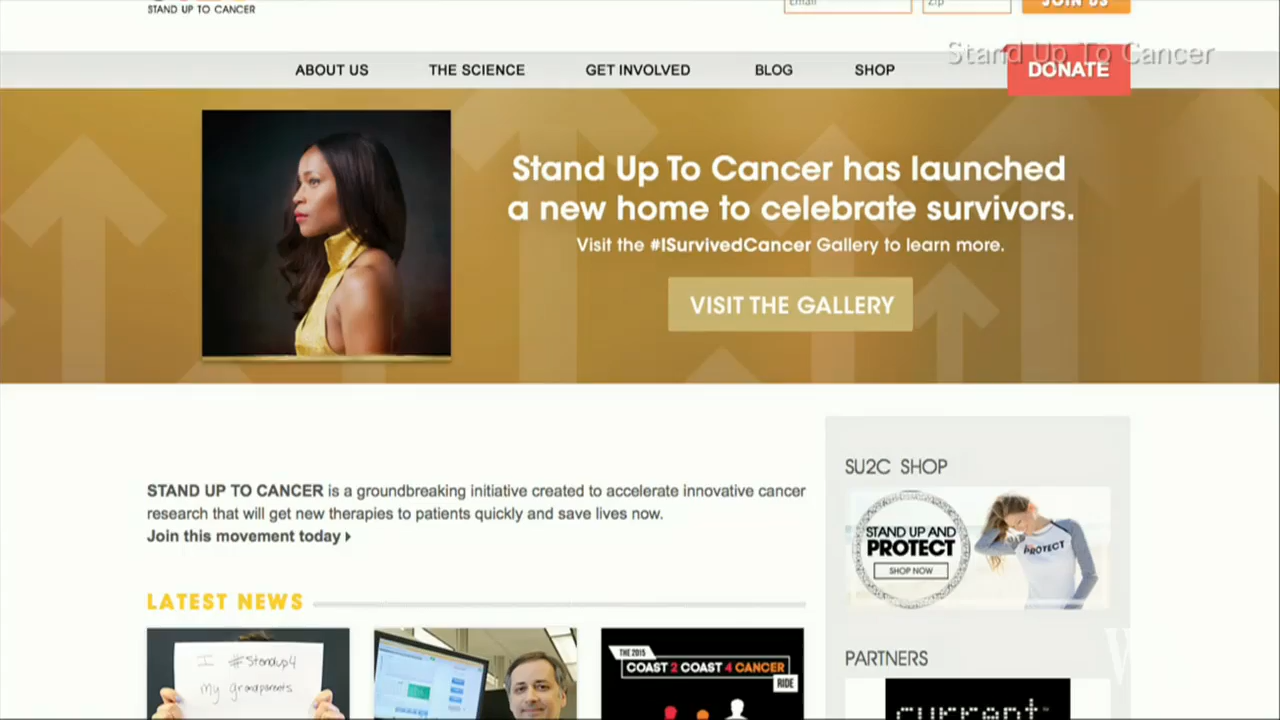 STAND UP TO CANCER
Email
Zip
JOIN US
Stand Up To Cancer
ABOUT US
THE SCIENCE
GET INVOLVED
BLOG
SHOP
DONATE
Stand Up To Cancer has launched
a new home to celebrate survivors.
Visit the #ISurvivedCancer Gallery to learn more.
VISIT THE GALLERY
STAND UP TO CANCER is a groundbreaking initiative created to accelerate innovative cancer
research that will get new therapies to patients quickly and save lives now.
Join this movement today
LATEST NEWS
I #Standup4
my grandparents
THE 2015
COAST 2 COAST 4 CANCER
RIDE
SU2C SHOP
STAND UP AND
PROTECT
SHOP NOW
PROTECT
PARTNERS
current
W